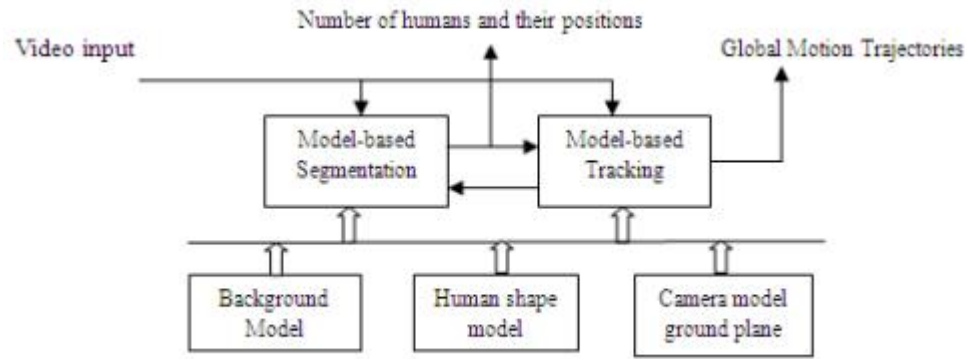 Number of humans and their positions
Video input
Global Motion Trajectories
Model-based
Segmentation
Model-based
Tracking
Background
Model
Human shape
model
Camera model
ground plane